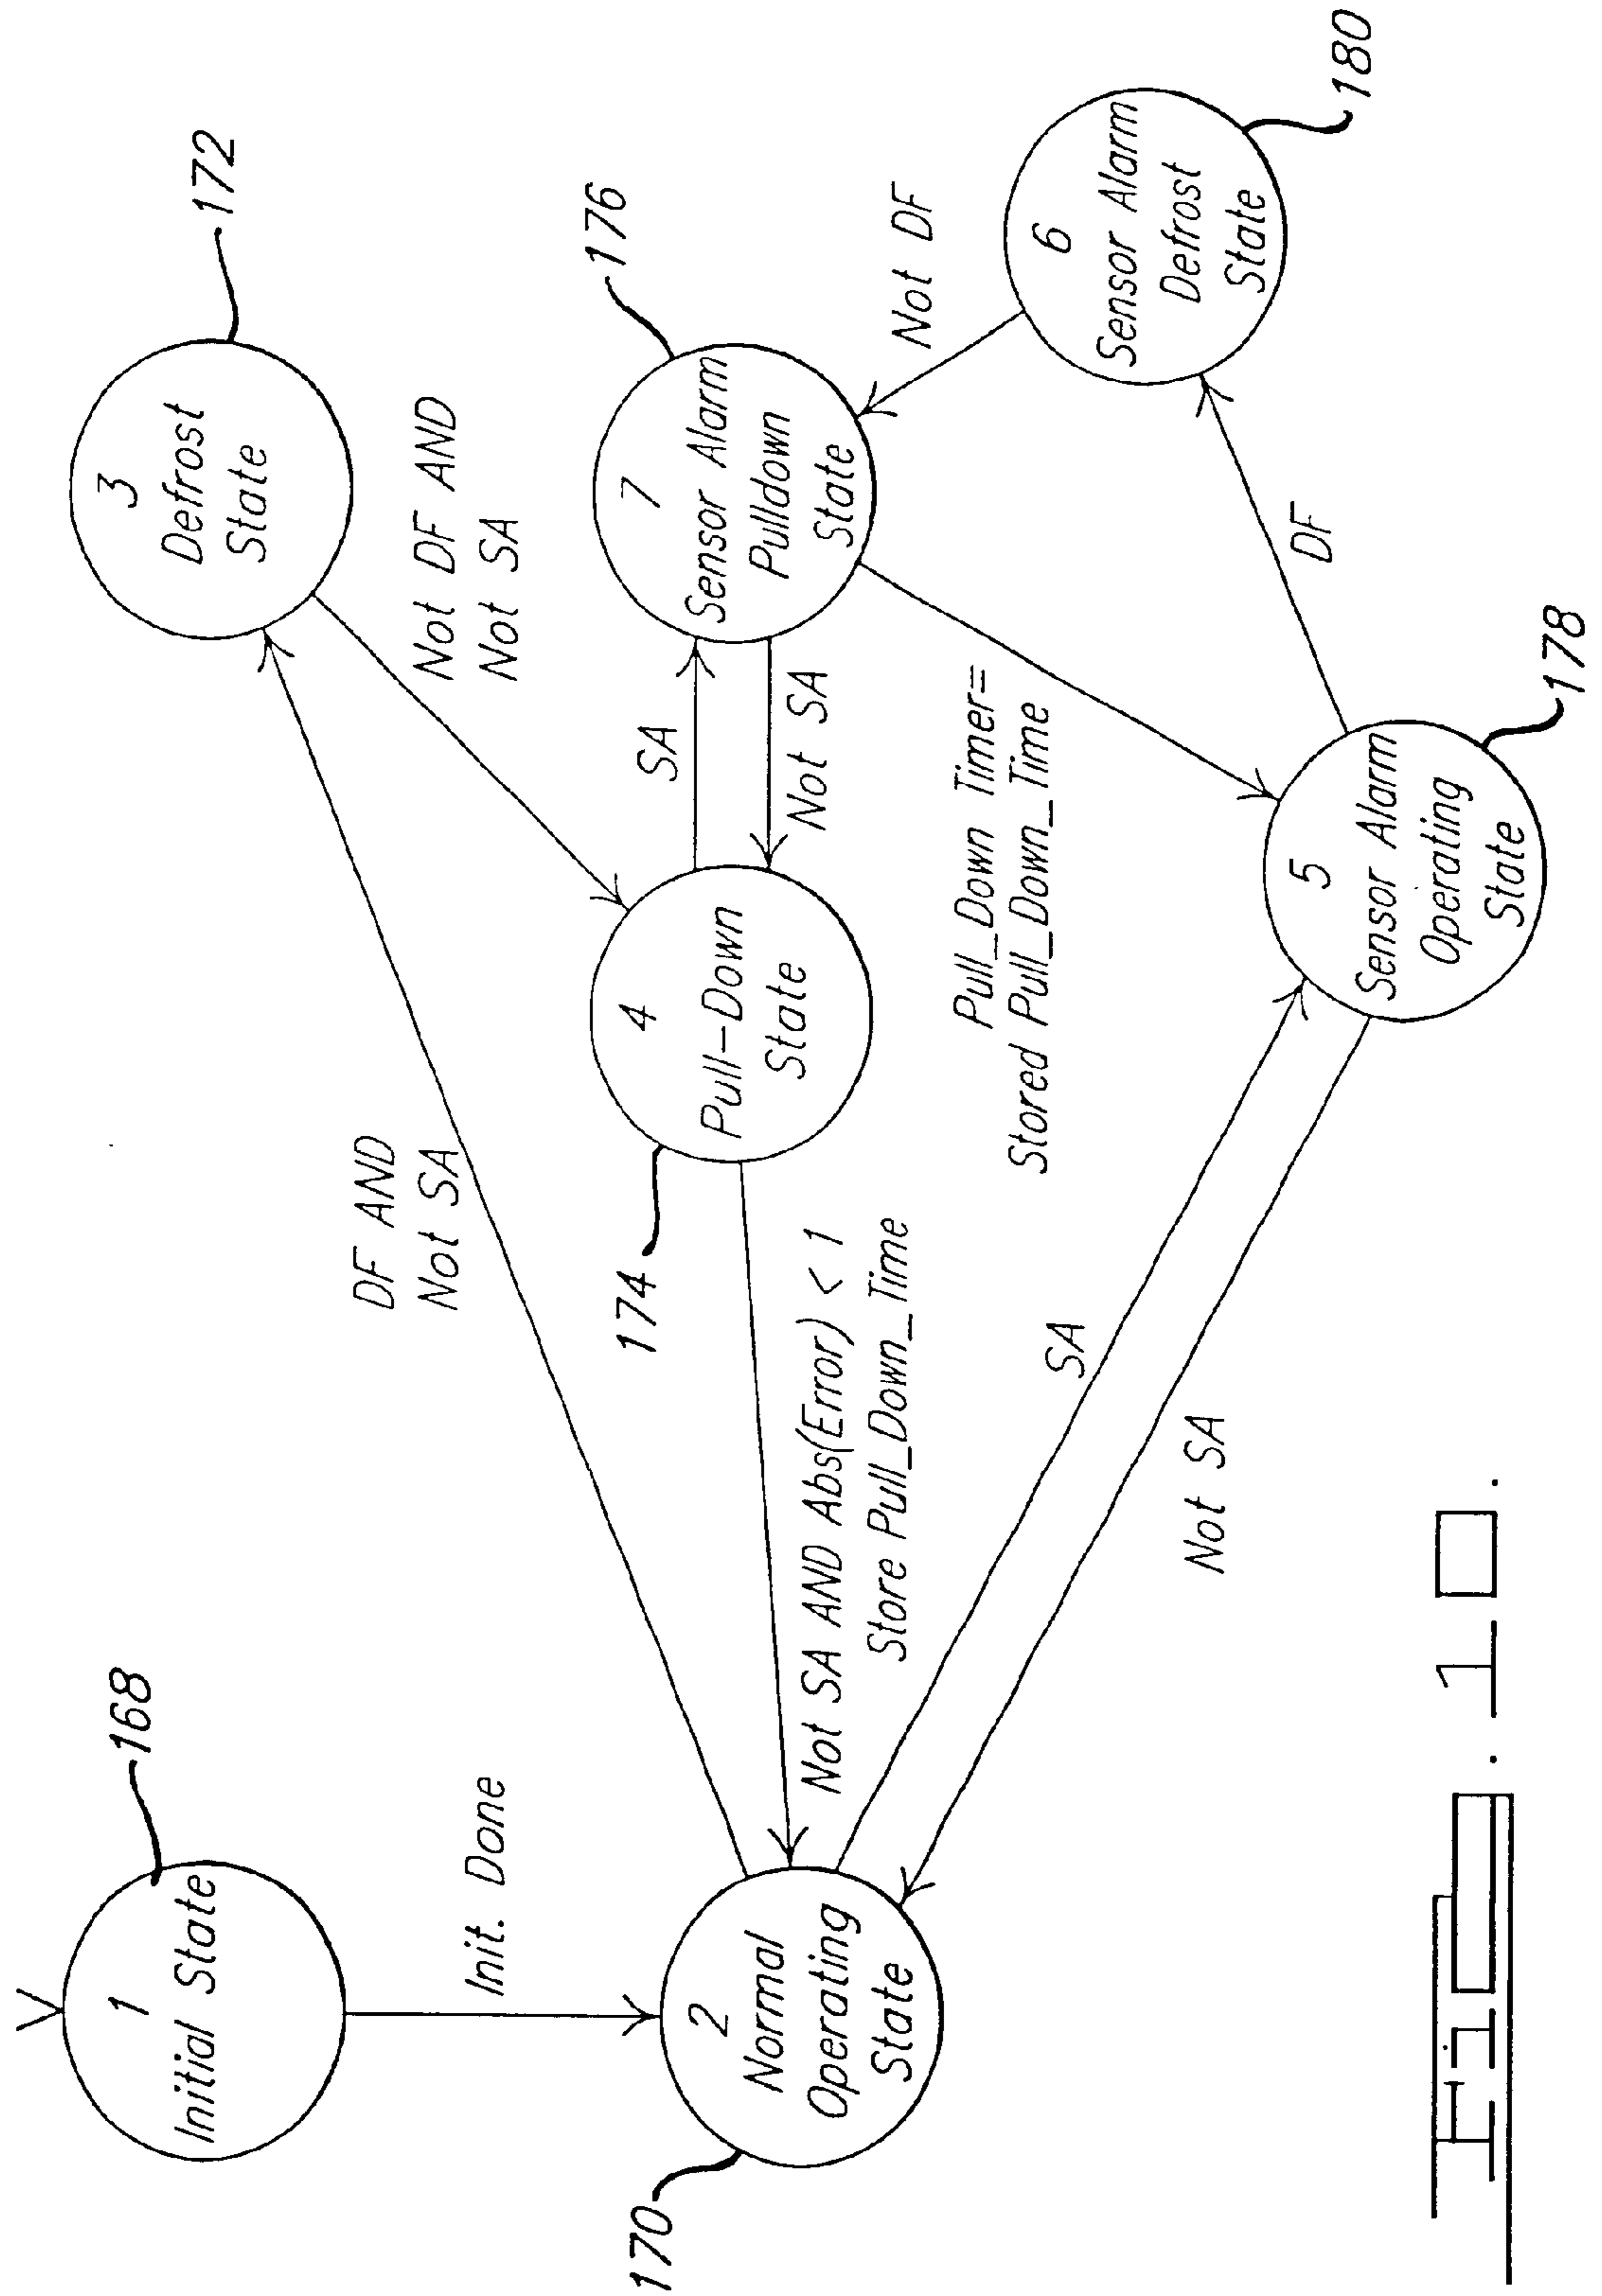 1
Initial State
168
Init. Done
2
Normal
Operating
State
170
DF AND
Not SA
3
Defrost
State
172
Not DF AND
Not SA
4
Pull-Down
State
174
SA
Not SA
7
Sensor Alarm
Pulldown
State
176
Not SA AND Abs(Error) < 1
Store Pull_Down_Time
Pull_Down Timer=
Stored Pull_Down_Time
Not DF
6
Sensor Alarm
Defrost
State
180
SA
Not SA
DF
5
Sensor Alarm
Operating
State
178
Fig. 10.